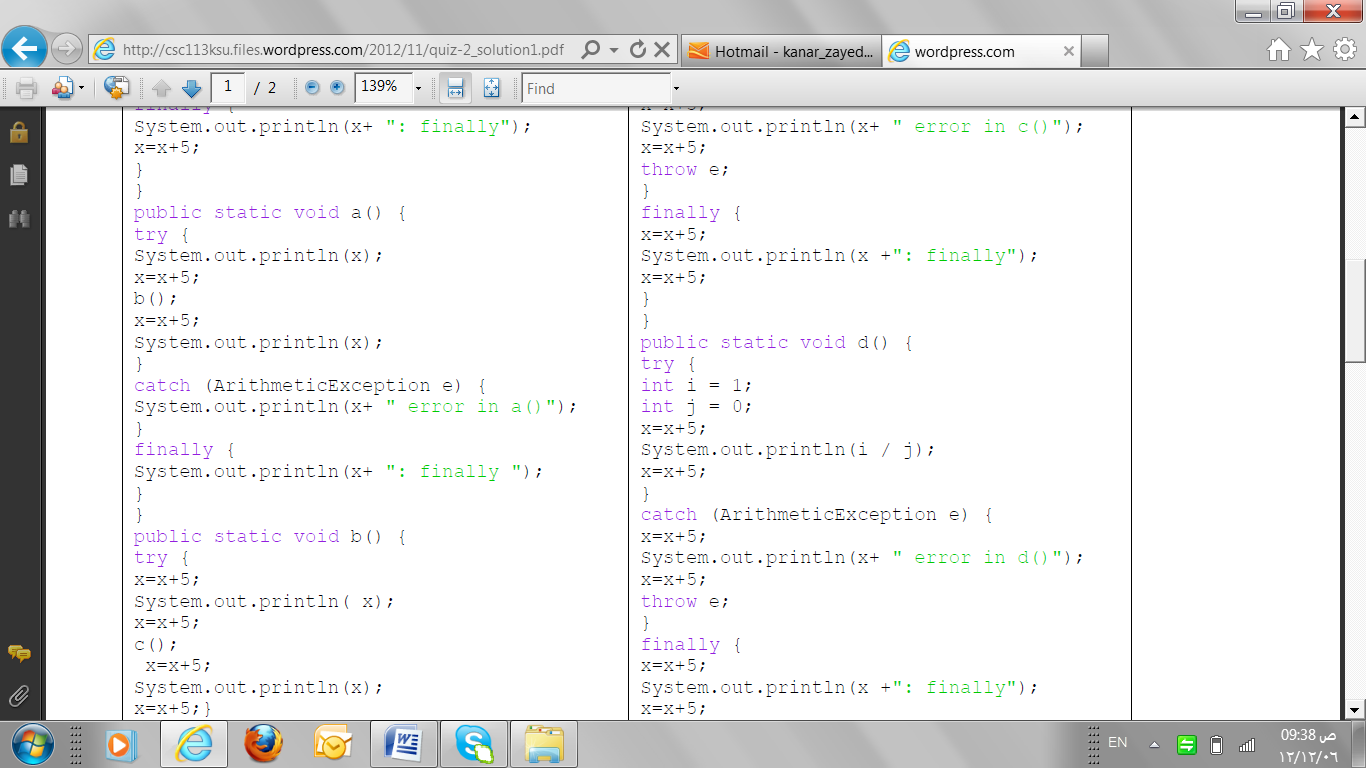 http://csc113ksu.files.wordpress.com/2012/11/quiz-2_solution1.pdf
Hotmail - kanar_zayed...
wordpress.com
1 / 2
139%
Find
finally {
System.out.println(x+ ": finally");
x=x+5;
}
}
public static void a() {
try {
System.out.println(x);
x=x+5;
b();
x=x+5;
System.out.println(x);
}
catch (ArithmeticException e) {
System.out.println(x+ " error in a()");
}
finally {
System.out.println(x+ ": finally ");
}
}
public static void b() {
try {
x=x+5;
System.out.println( x);
x=x+5;
c();
x=x+5;
System.out.println(x);
x=x+5;}
x=x+5;
System.out.println(x+ " error in c()");
x=x+5;
throw e;
}
finally {
x=x+5;
System.out.println(x +": finally");
x=x+5;
}
}
public static void d() {
try {
int i = 1;
int j = 0;
x=x+5;
System.out.println(i / j);
x=x+5;
}
catch (ArithmeticException e) {
x=x+5;
System.out.println(x+ " error in d()");
x=x+5;
throw e;
}
finally {
x=x+5;
System.out.println(x +": finally");
x=x+5;
EN
09:38 ص
١٢/١٢/٠٦